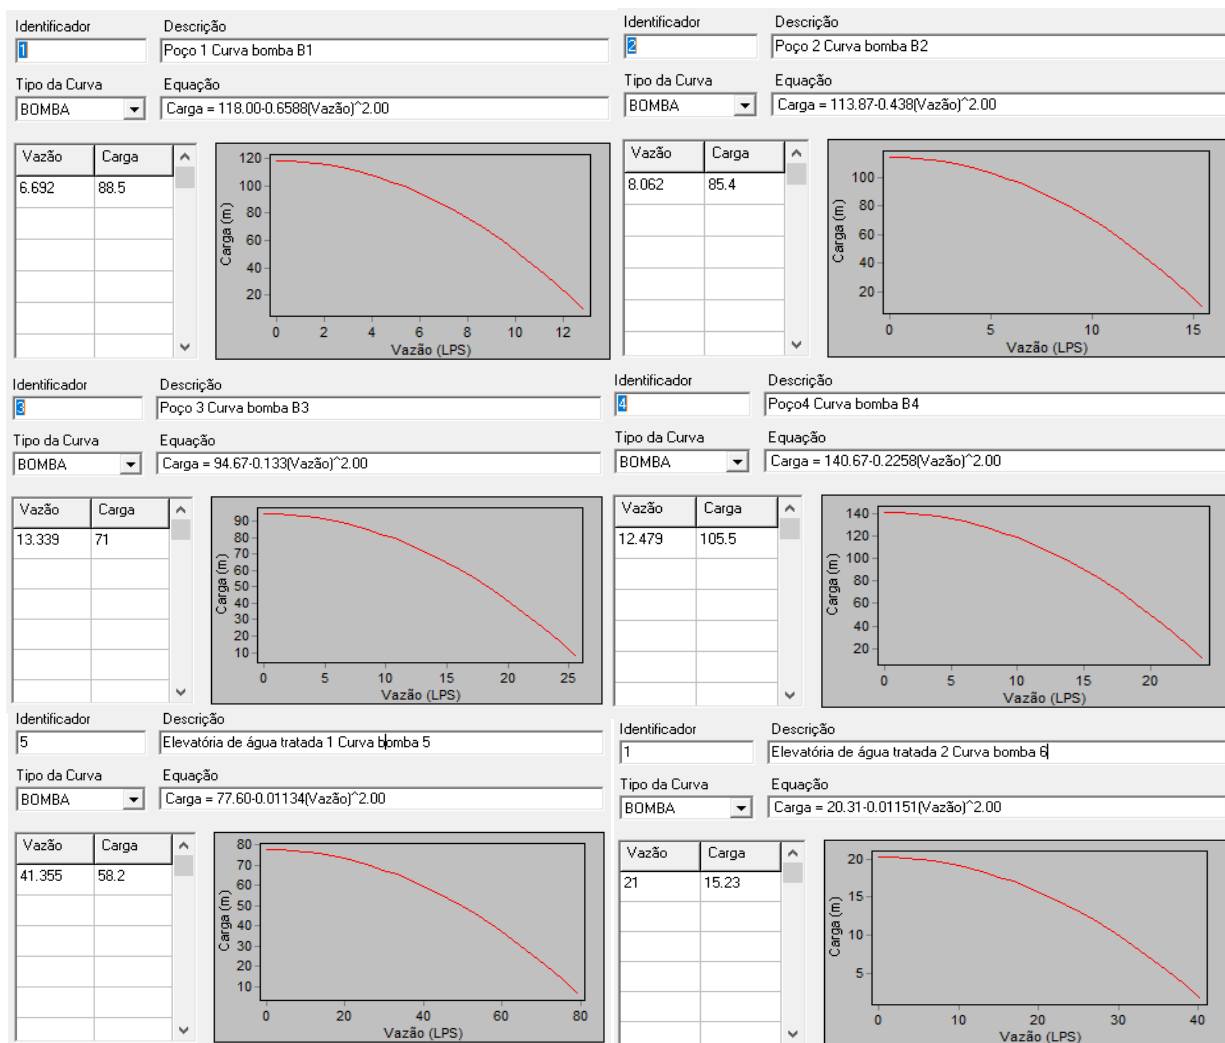 Identificador Descrição
1 Poço 1 Curva bomba B1
Tipo da Curva Equação
BOMBA Carga = 118.00-0.6588(Vazão)^2.00
Vazão Carga
6.692 88.5
120
100
80
60
40
20
Carga (m)
0 2 4 6 8 10 12
Vazão (LPS)
Identificador Descrição
2 Poço 2 Curva bomba B2
Tipo da Curva Equação
BOMBA Carga = 113.87-0.438(Vazão)^2.00
Vazão Carga
8.062 85.4
100
80
60
40
20
Carga (m)
0 5 10 15
Vazão (LPS)
Identificador Descrição
3 Poço 3 Curva bomba B3
Tipo da Curva Equação
BOMBA Carga = 94.67-0.133(Vazão)^2.00
Vazão Carga
13.339 71
90
80
70
60
50
40
30
20
10
Carga (m)
0 5 10 15 20 25
Vazão (LPS)
Identificador Descrição
4 Poço4 Curva bomba B4
Tipo da Curva Equação
BOMBA Carga = 140.67-0.2258(Vazão)^2.00
Vazão Carga
12.479 105.5
140
120
100
80
60
40
20
Carga (m)
0 5 10 15 20
Vazão (LPS)
Identificador Descrição
5 Elevatória de água tratada 1 Curva bomba 5
Tipo da Curva Equação
BOMBA Carga = 77.60-0.01134(Vazão)^2.00
Vazão Carga
41.355 58.2
80
70
60
50
40
30
20
10
Carga (m)
0 20 40 60 80
Vazão (LPS)
Identificador Descrição
1 Elevatória de água tratada 2 Curva bomba 6
Tipo da Curva Equação
BOMBA Carga = 20.31-0.01151(Vazão)^2.00
Vazão Carga
21 15.23
20
15
10
5
Carga (m)
0 10 20 30 40
Vazão (LPS)